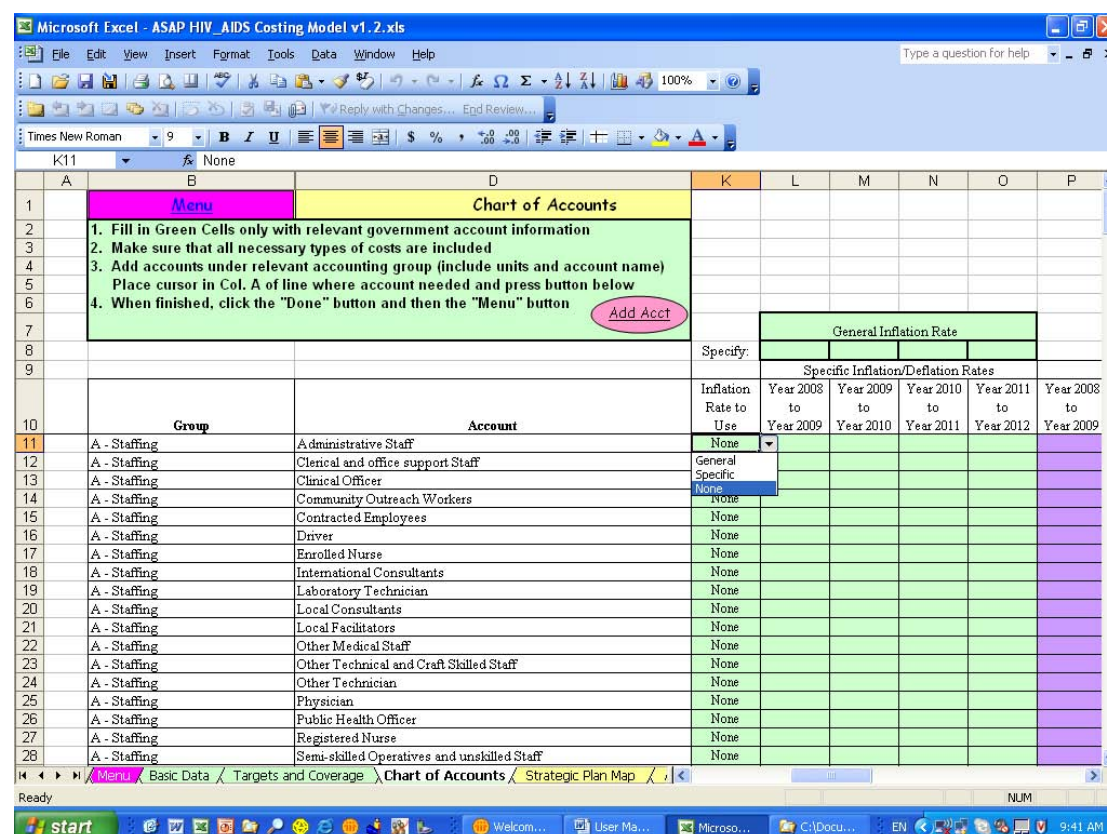 Microsoft Excel - ASAP HIV_AIDS Costing Model v1.2.xls
File Edit View Insert Format Tools Data Window Help Type a question for help
100%
Reply with Changes... End Review...
Times New Roman 9 B I U $ % ,
K11 fx None
A B D K L M N O P
1 Menu Chart of Accounts
2 1. Fill in Green Cells only with relevant government account information
3 2. Make sure that all necessary types of costs are included
4 3. Add accounts under relevant accounting group (include units and account name)
5 Place cursor in Col. A of line where account needed and press button below
6 4. When finished, click the "Done" button and then the "Menu" button
Add Acct
7 General Inflation Rate
8 Specify:
9 Specific Inflation/Deflation Rates
Inflation Year 2008 Year 2009 Year 2010 Year 2011 Year 2008
Rate to to to to to to
10 Group Account Use Year 2009 Year 2010 Year 2011 Year 2012 Year 2009
11 A - Staffing Administrative Staff None
12 A - Staffing Clerical and office support Staff General
13 A - Staffing Clinical Officer Specific
None
14 A - Staffing Community Outreach Workers None
15 A - Staffing Contracted Employees None
16 A - Staffing Driver None
17 A - Staffing Enrolled Nurse None
18 A - Staffing International Consultants None
19 A - Staffing Laboratory Technician None
20 A - Staffing Local Consultants None
21 A - Staffing Local Facilitators None
22 A - Staffing Other Medical Staff None
23 A - Staffing Other Technical and Craft Skilled Staff None
24 A - Staffing Other Technician None
25 A - Staffing Physician None
26 A - Staffing Public Health Officer None
27 A - Staffing Registered Nurse None
28 A - Staffing Semi-skilled Operatives and unskilled Staff None
Menu Basic Data Targets and Coverage Chart of Accounts Strategic Plan Map
Ready NUM
start Welcom... User Ma... Microso... C:\Docu... EN 9:41 AM